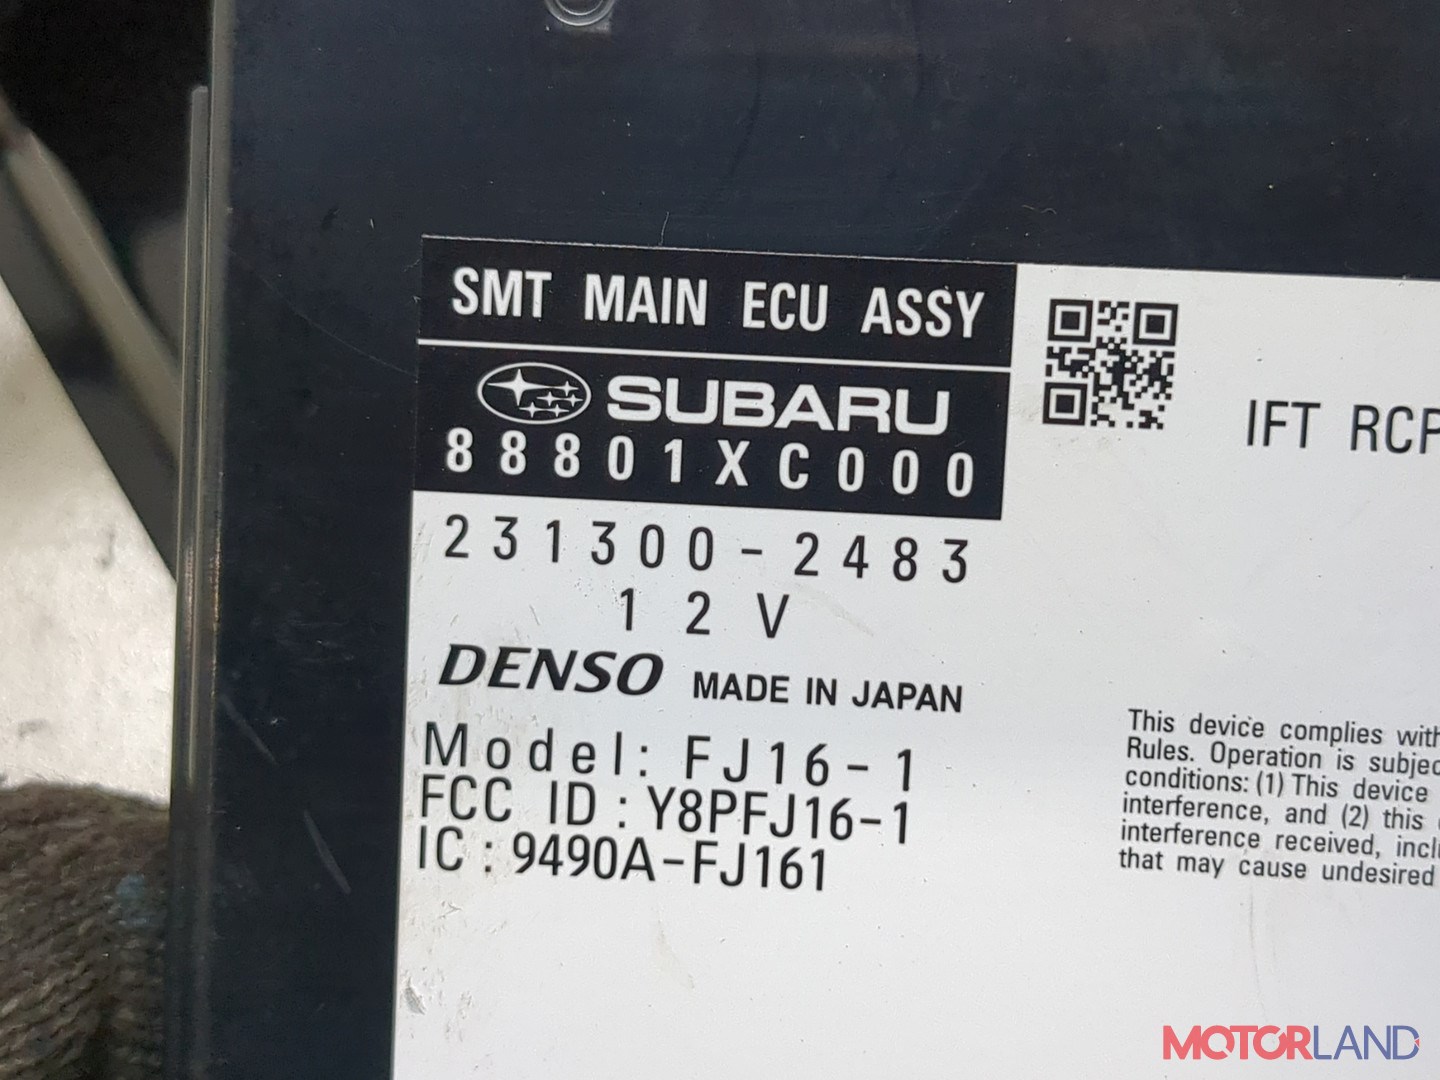 SMT MAIN ECU ASSY
SUBARU
88801XC000
231300-2483
12V
DENSO MADE IN JAPAN
Model: FJ16-1
FCC ID : Y8PFJ16-1
IC : 9490A-FJ161
IFT RCP
This device complies with
Rules. Operation is subjec
conditions: (1) This device
interference, and (2) this
interference received, incl
that may cause undesired
MOTORLAND